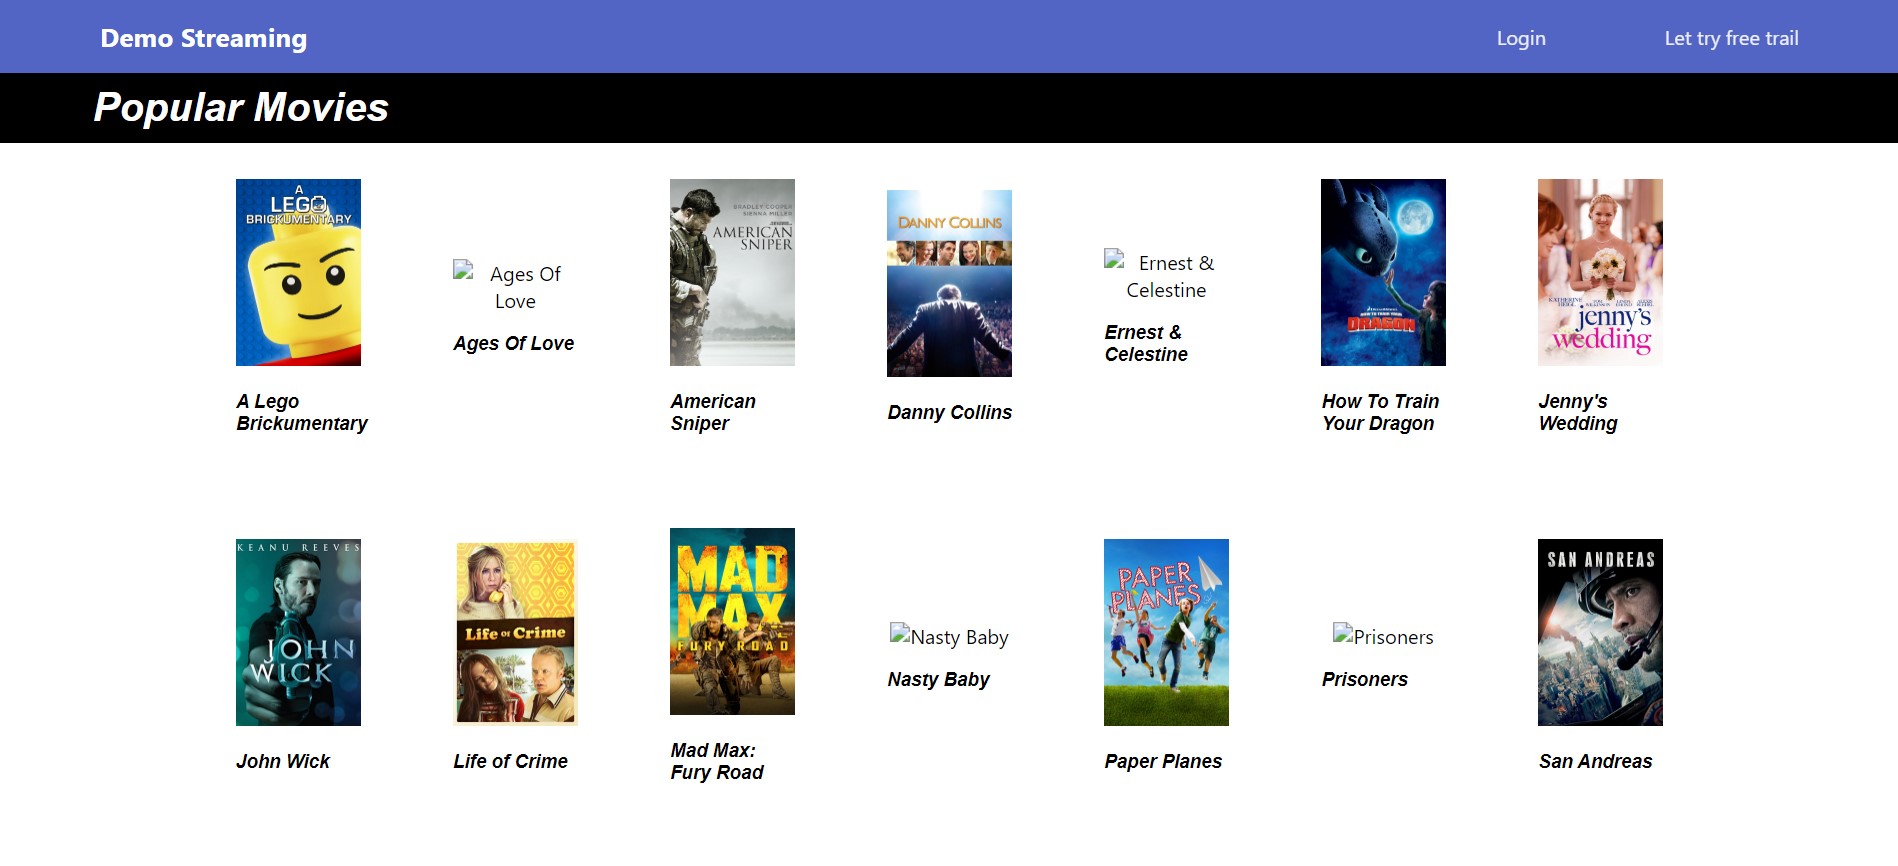 Demo Streaming
Login
Let try free trail
Popular Movies
A
LEGO
BRICKUMENTARY
A Lego
Brickumentary
Ages Of
Love
Ages Of Love
BRADLEY COOPER
SIENNA MILLER
AMERICAN
SNIPER
American
Sniper
DANNY COLLINS
Danny Collins
Ernest &
Celestine
Ernest &
Celestine
HOW TO TRAIN YOUR
DRAGON
How To Train
Your Dragon
jenny's
wedding
Jenny's
Wedding
KEANU REEVES
JOHN
WICK
John Wick
Life of Crime
Life of Crime
MAD
MAX
FURY ROAD
Mad Max:
Fury Road
Nasty Baby
Nasty Baby
PAPER
PLANES
Paper Planes
Prisoners
Prisoners
SAN ANDREAS
San Andreas